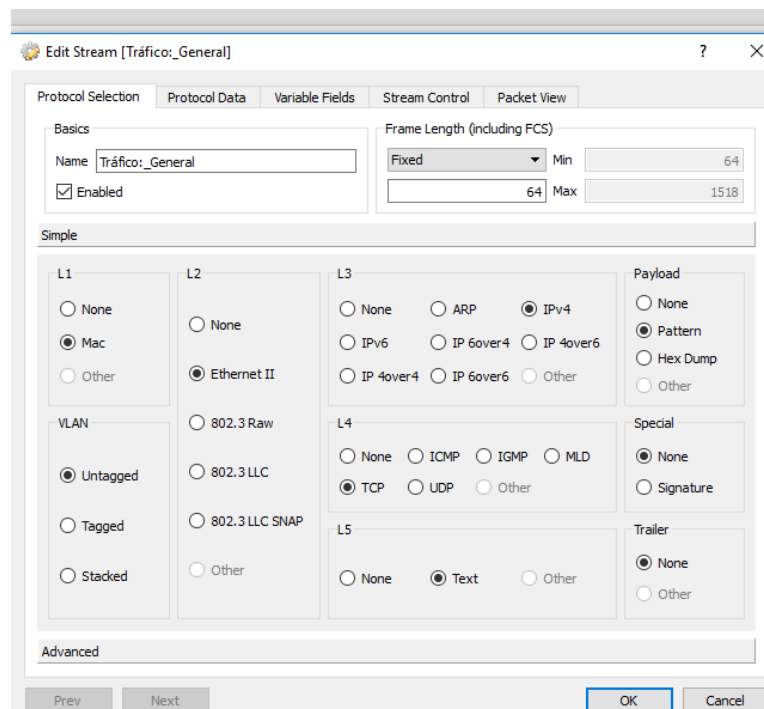 Edit Stream [Tráfico:_General] ?
Protocol Selection Protocol Data Variable Fields Stream Control Packet View
Basics
Name Tráfico:_General
Enabled
Frame Length (including FCS)
Fixed Min 64
64 Max 1518
Simple
L1
None
Mac
Other
VLAN
Untagged
Tagged
Stacked
L2
None
Ethernet II
802.3 Raw
802.3 LLC
802.3 LLC SNAP
Other
L3
None ARP IPv4
IPv6 IP 6over4 IP 4over6
IP 4over4 IP 6over6 Other
L4
None ICMP IGMP MLD
TCP UDP Other
L5
None Text Other
Payload
None
Pattern
Hex Dump
Other
Special
None
Signature
Trailer
None
Other
Advanced
Prev Next OK Cancel